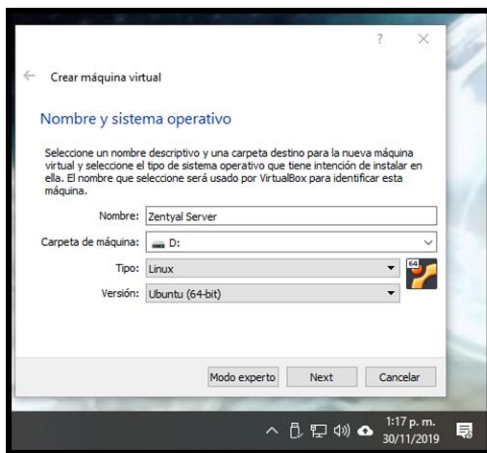 ?
Crear máquina virtual
Nombre y sistema operativo
Seleccione un nombre descriptivo y una carpeta destino para la nueva máquina
virtual y seleccione el tipo de sistema operativo que tiene intención de instalar en
ella. El nombre que seleccione será usado por VirtualBox para identificar esta
máquina.
Nombre: Zentyal Server
Carpeta de máquina: D:
Tipo: Linux
64
Versión: Ubuntu (64-bit)
Modo experto Next Cancelar
1:17 p. m.
30/11/2019